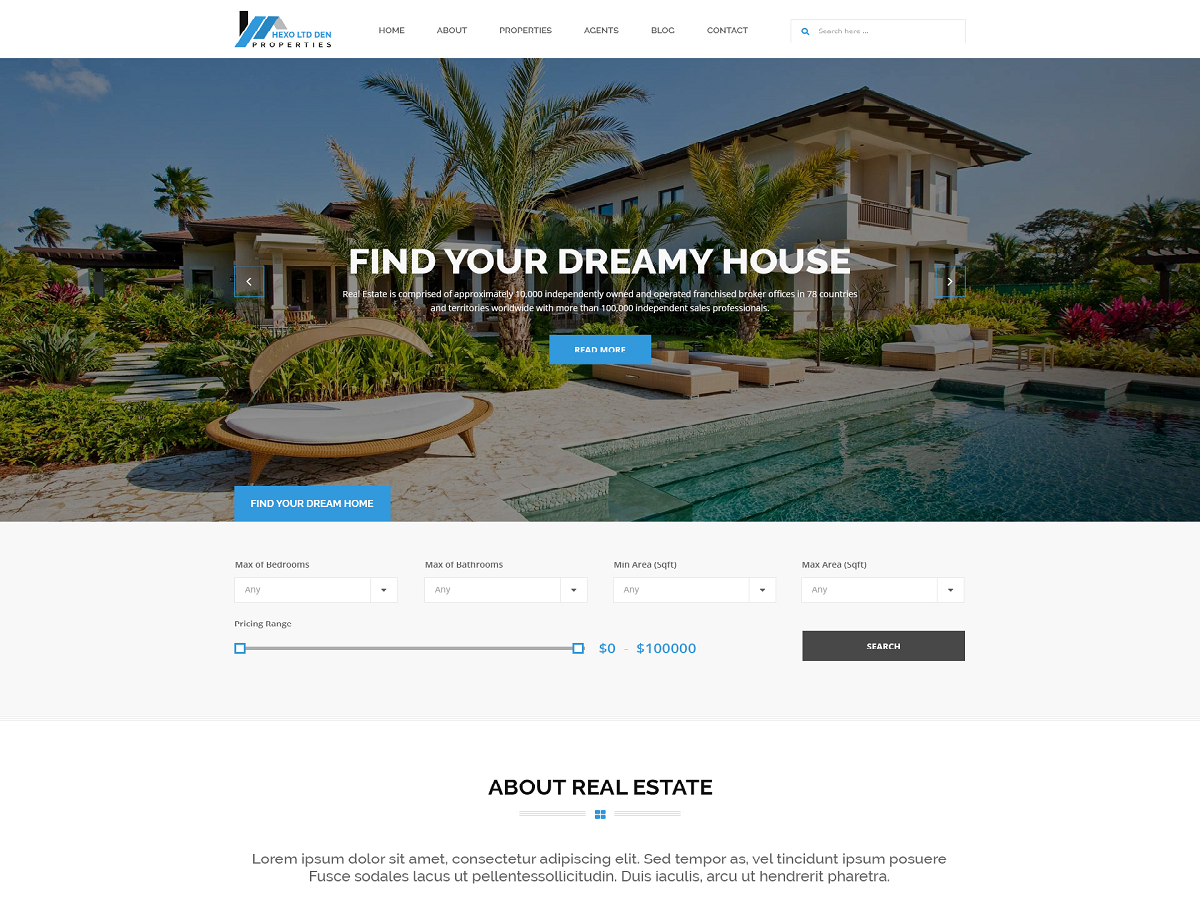 HEXO LTD DEN
PROPERTIES
HOME ABOUT PROPERTIES AGENTS BLOG CONTACT
Search here ...
FIND YOUR DREAMY HOUSE
Real Estate is comprised of approximately 10,000 independently owned and operated franchised broker offices in 78 countries
and territories worldwide with more than 100,000 independent sales professionals.
READ MORE
FIND YOUR DREAM HOME
Max of Bedrooms Max of Bathrooms Min Area (Sqft) Max Area (Sqft)
Any Any Any Any
Pricing Range
$0 - $100000
SEARCH
ABOUT REAL ESTATE
Lorem ipsum dolor sit amet, consectetur adipiscing elit. Sed tempor as, vel tincidunt ipsum posuere
Fusce sodales lacus ut pellentessollicitudin. Duis iaculis, arcu ut hendrerit pharetra.